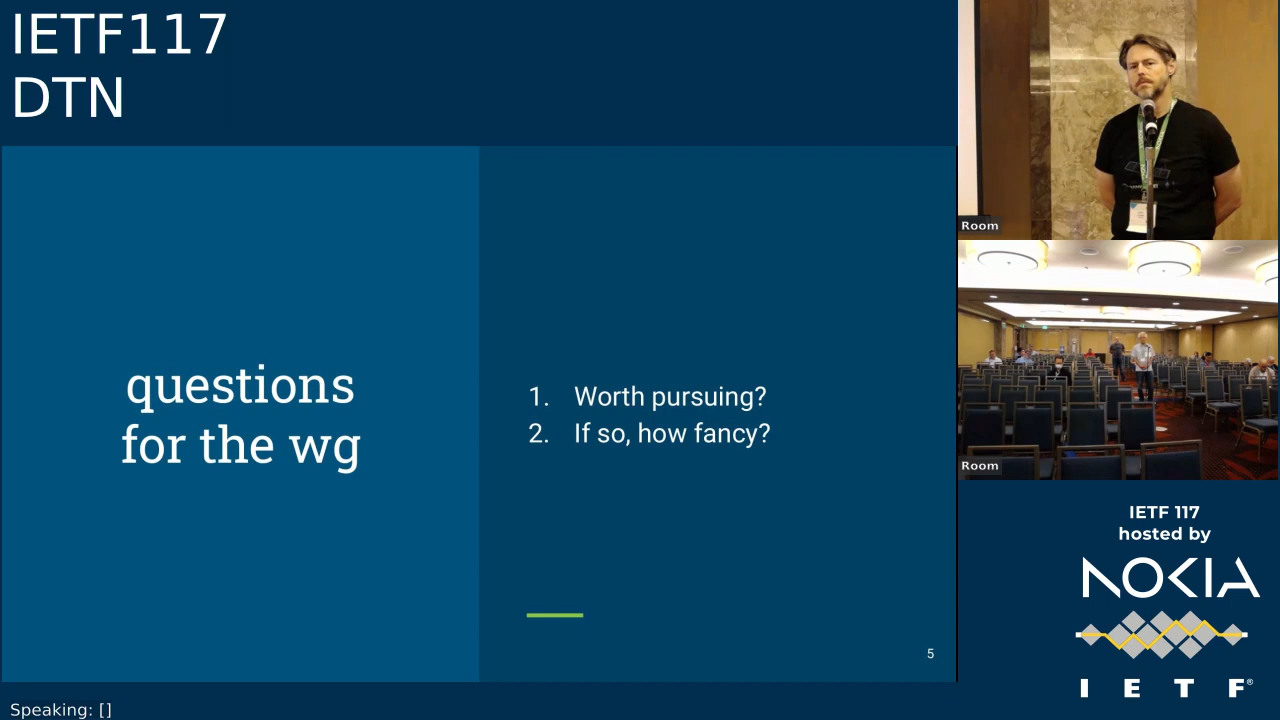 IETF117
DTN
questions
for the wg
1. Worth pursuing?
2. If so, how fancy?
5
Speaking: []
Room
Room
IETF 117
hosted by
NOKIA
I E T F®